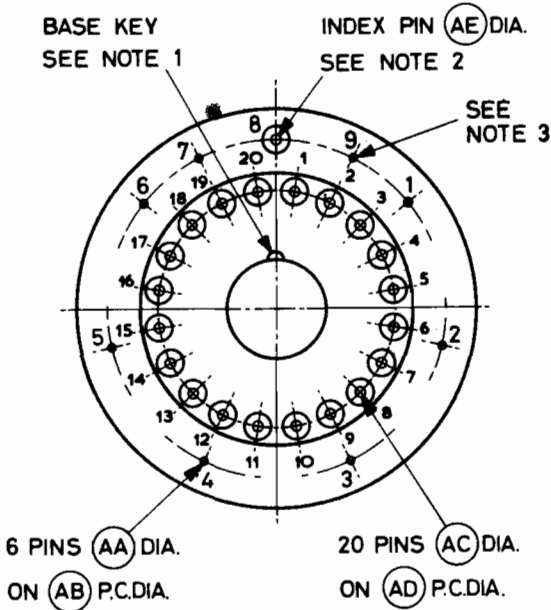 BASE KEY
SEE NOTE 1
INDEX PIN AE DIA.
SEE NOTE 2
SEE
NOTE 3
8
7
9
20
1
6
19
2
1
18
3
17
4
16
5
5
15
6
2
14
7
13
8
12
9
11
10
4
3
6 PINS AA DIA.
ON AB P.C.DIA.
20 PINS AC DIA.
ON AD P.C.DIA.